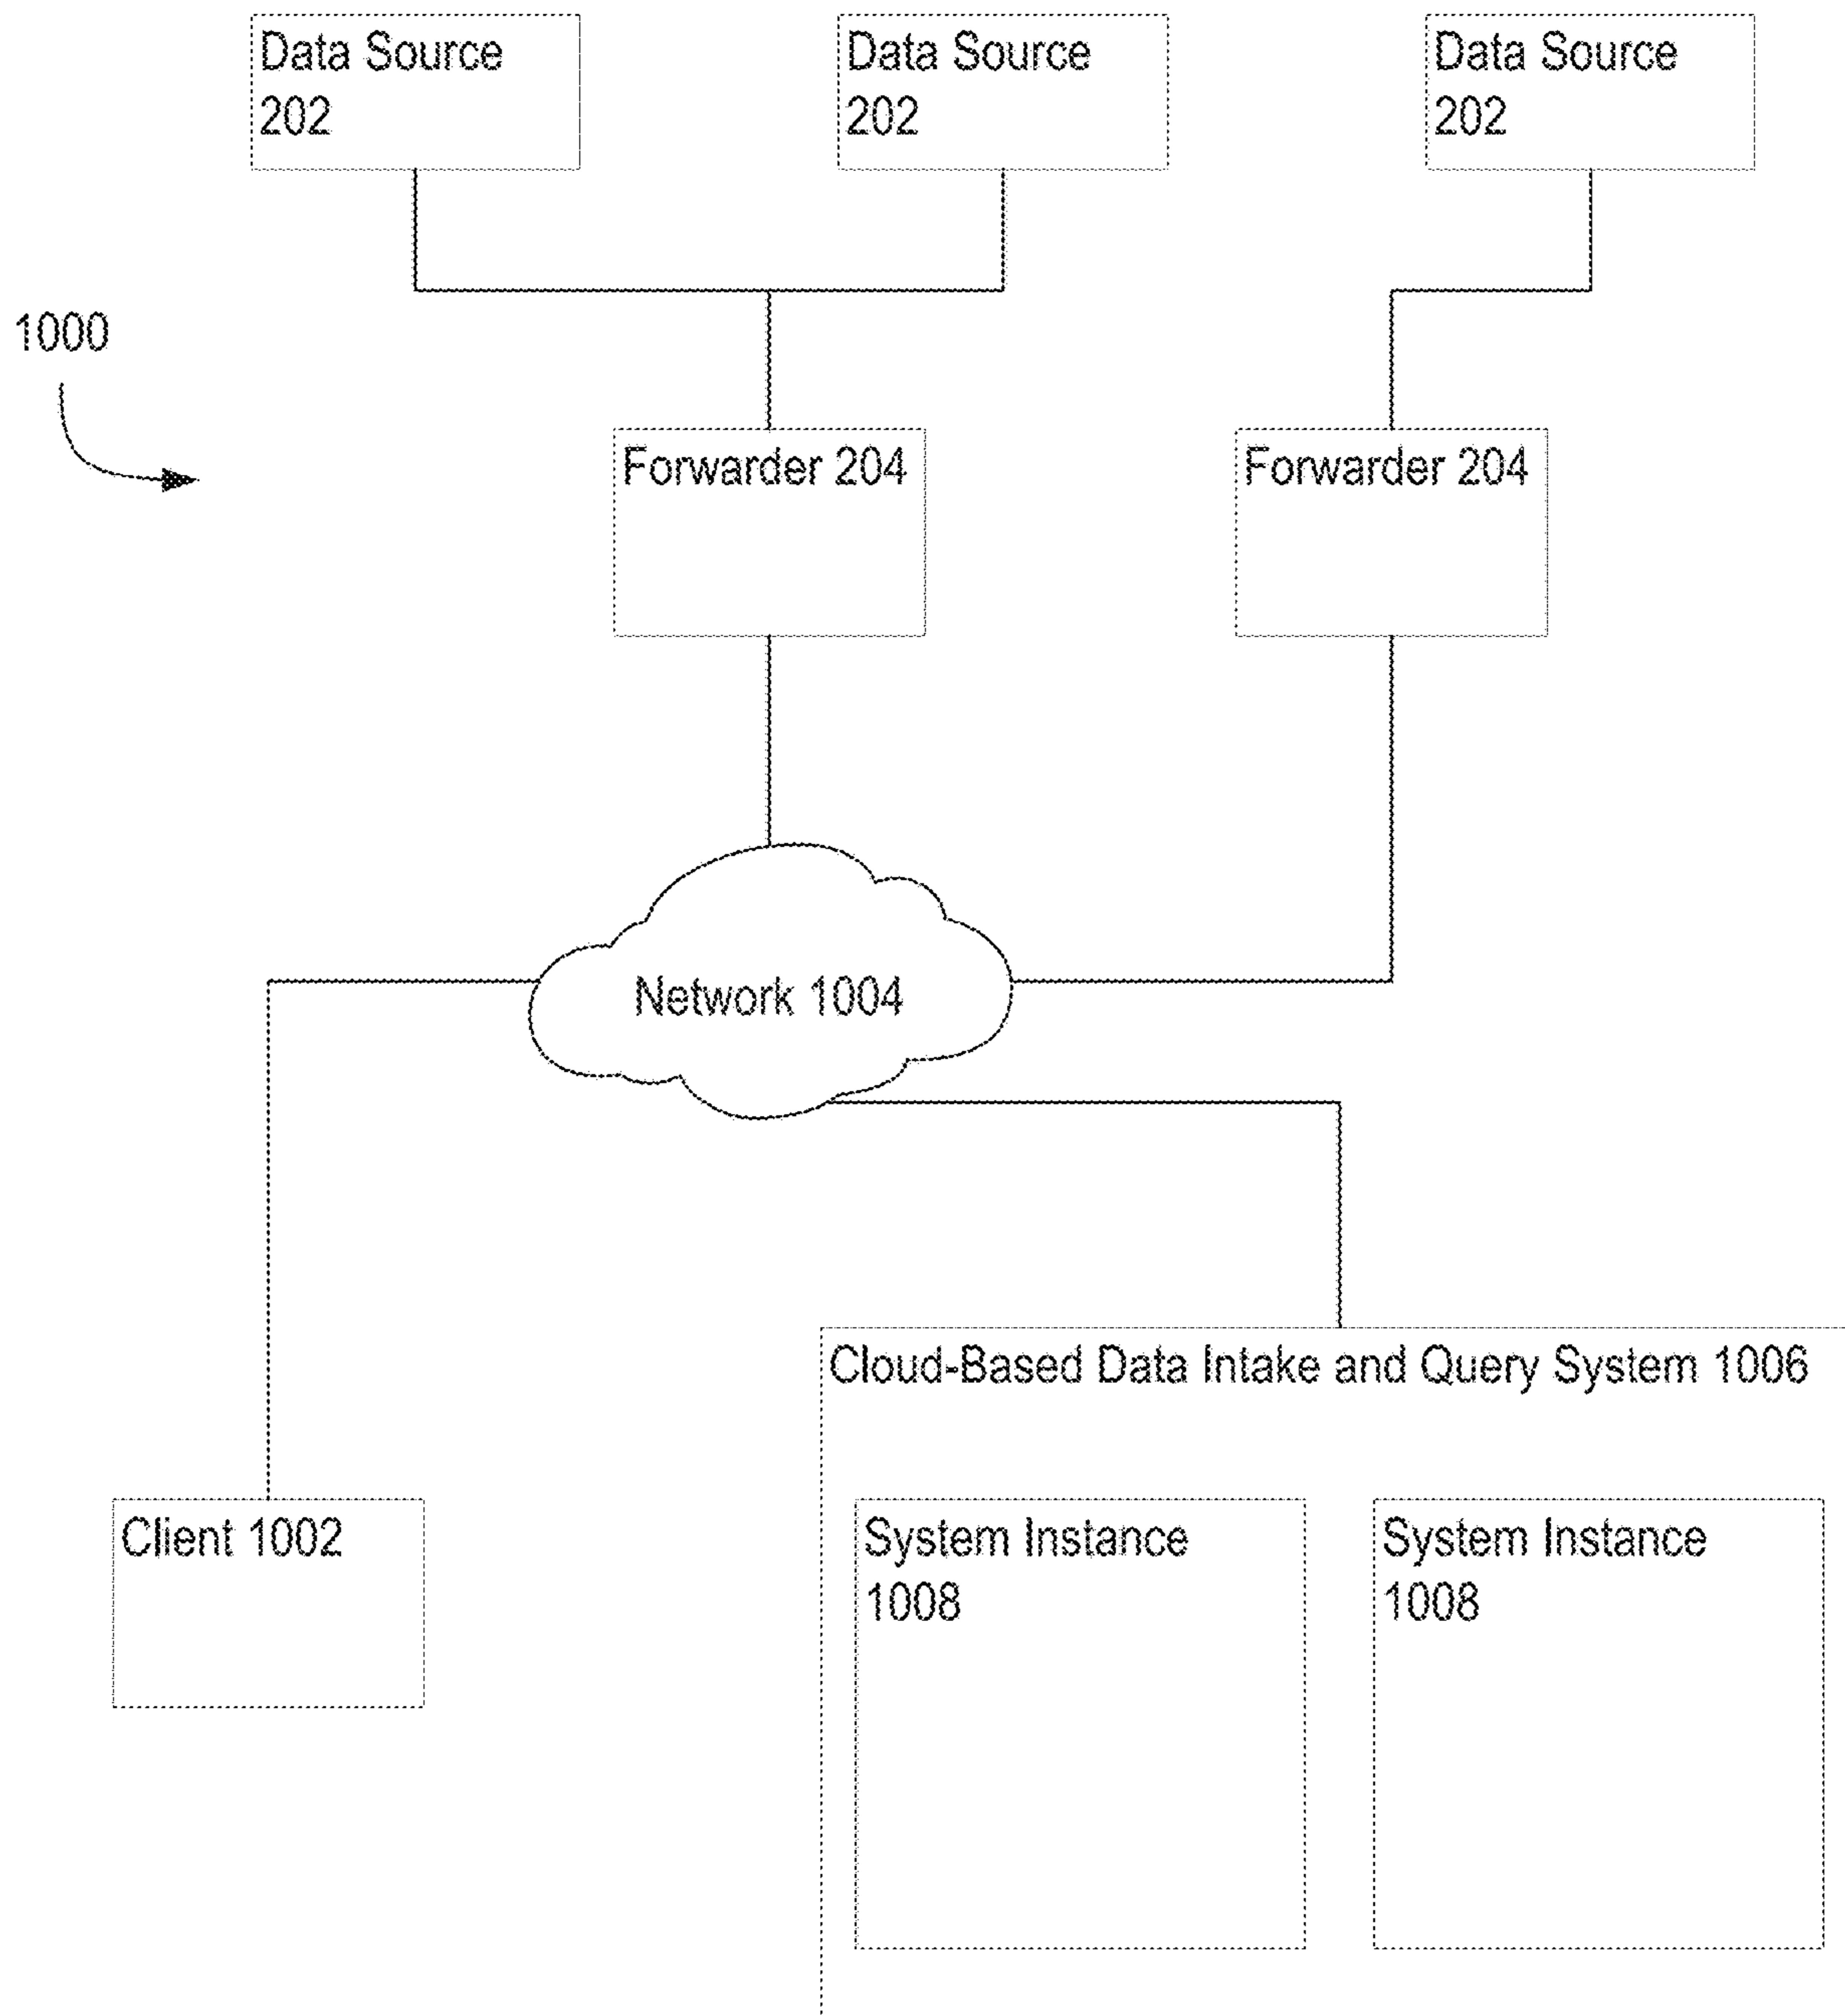 Data Source
202
Data Source
202
Data Source
202
1000
Forwarder 204
Forwarder 204
Network 1004
Cloud-Based Data Intake and Query System 1006
Client 1002
System Instance
1008
System Instance
1008